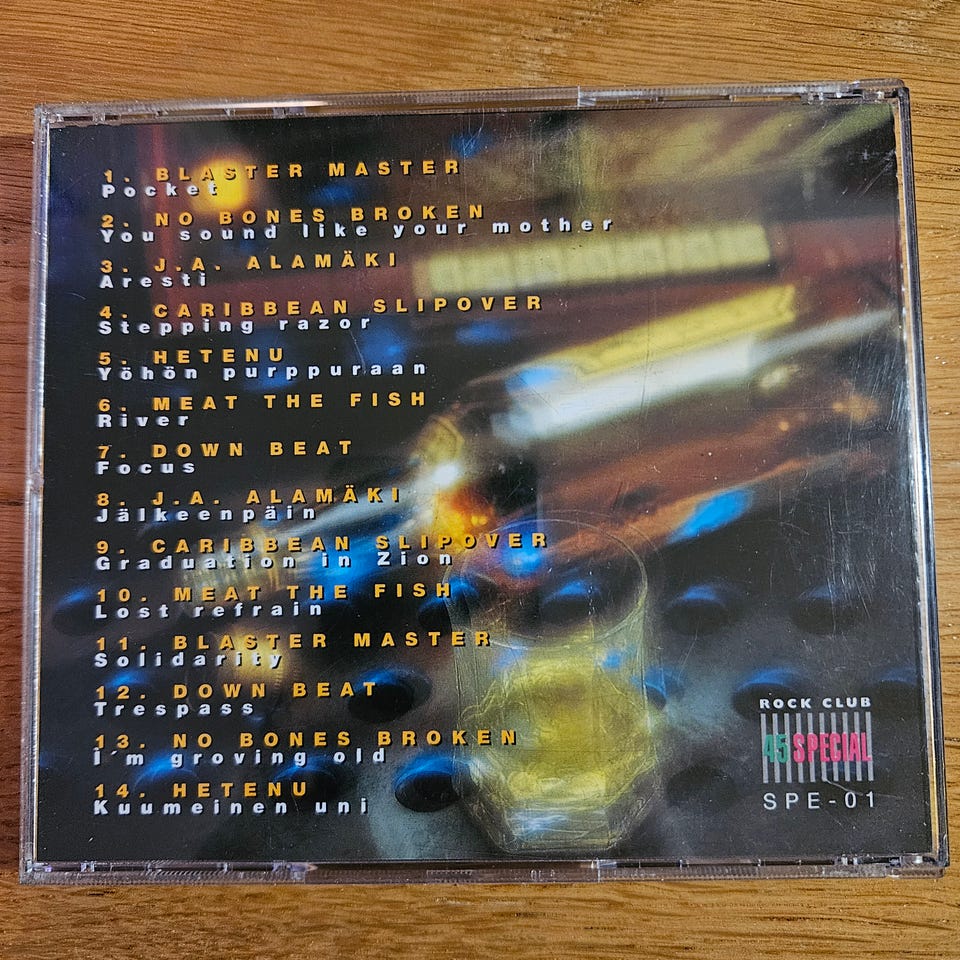 1. BLASTER MASTER
Pocket
2. NO BONES BROKEN
You sound like your mother
3. J.A. ALAMÄKI
Aresti
4. CARIBBEAN SLIPOVER
Stepping razor
5. HETENU
Yöhön purppuraan
6. MEAT THE FISH
River
7. DOWN BEAT
Focus
8. J.A. ALAMÄKI
Jälkeenpäin
9. CARIBBEAN SLIPOVER
Graduation in Zion
10. MEAT THE FISH
Lost refrain
11. BLASTER MASTER
Solidarity
12. DOWN BEAT
Trespass
13. NO BONES BROKEN
I´m groving old
14. HETENU
Kuumeinen uni
ROCK CLUB
45 SPECIAL
SPE-01